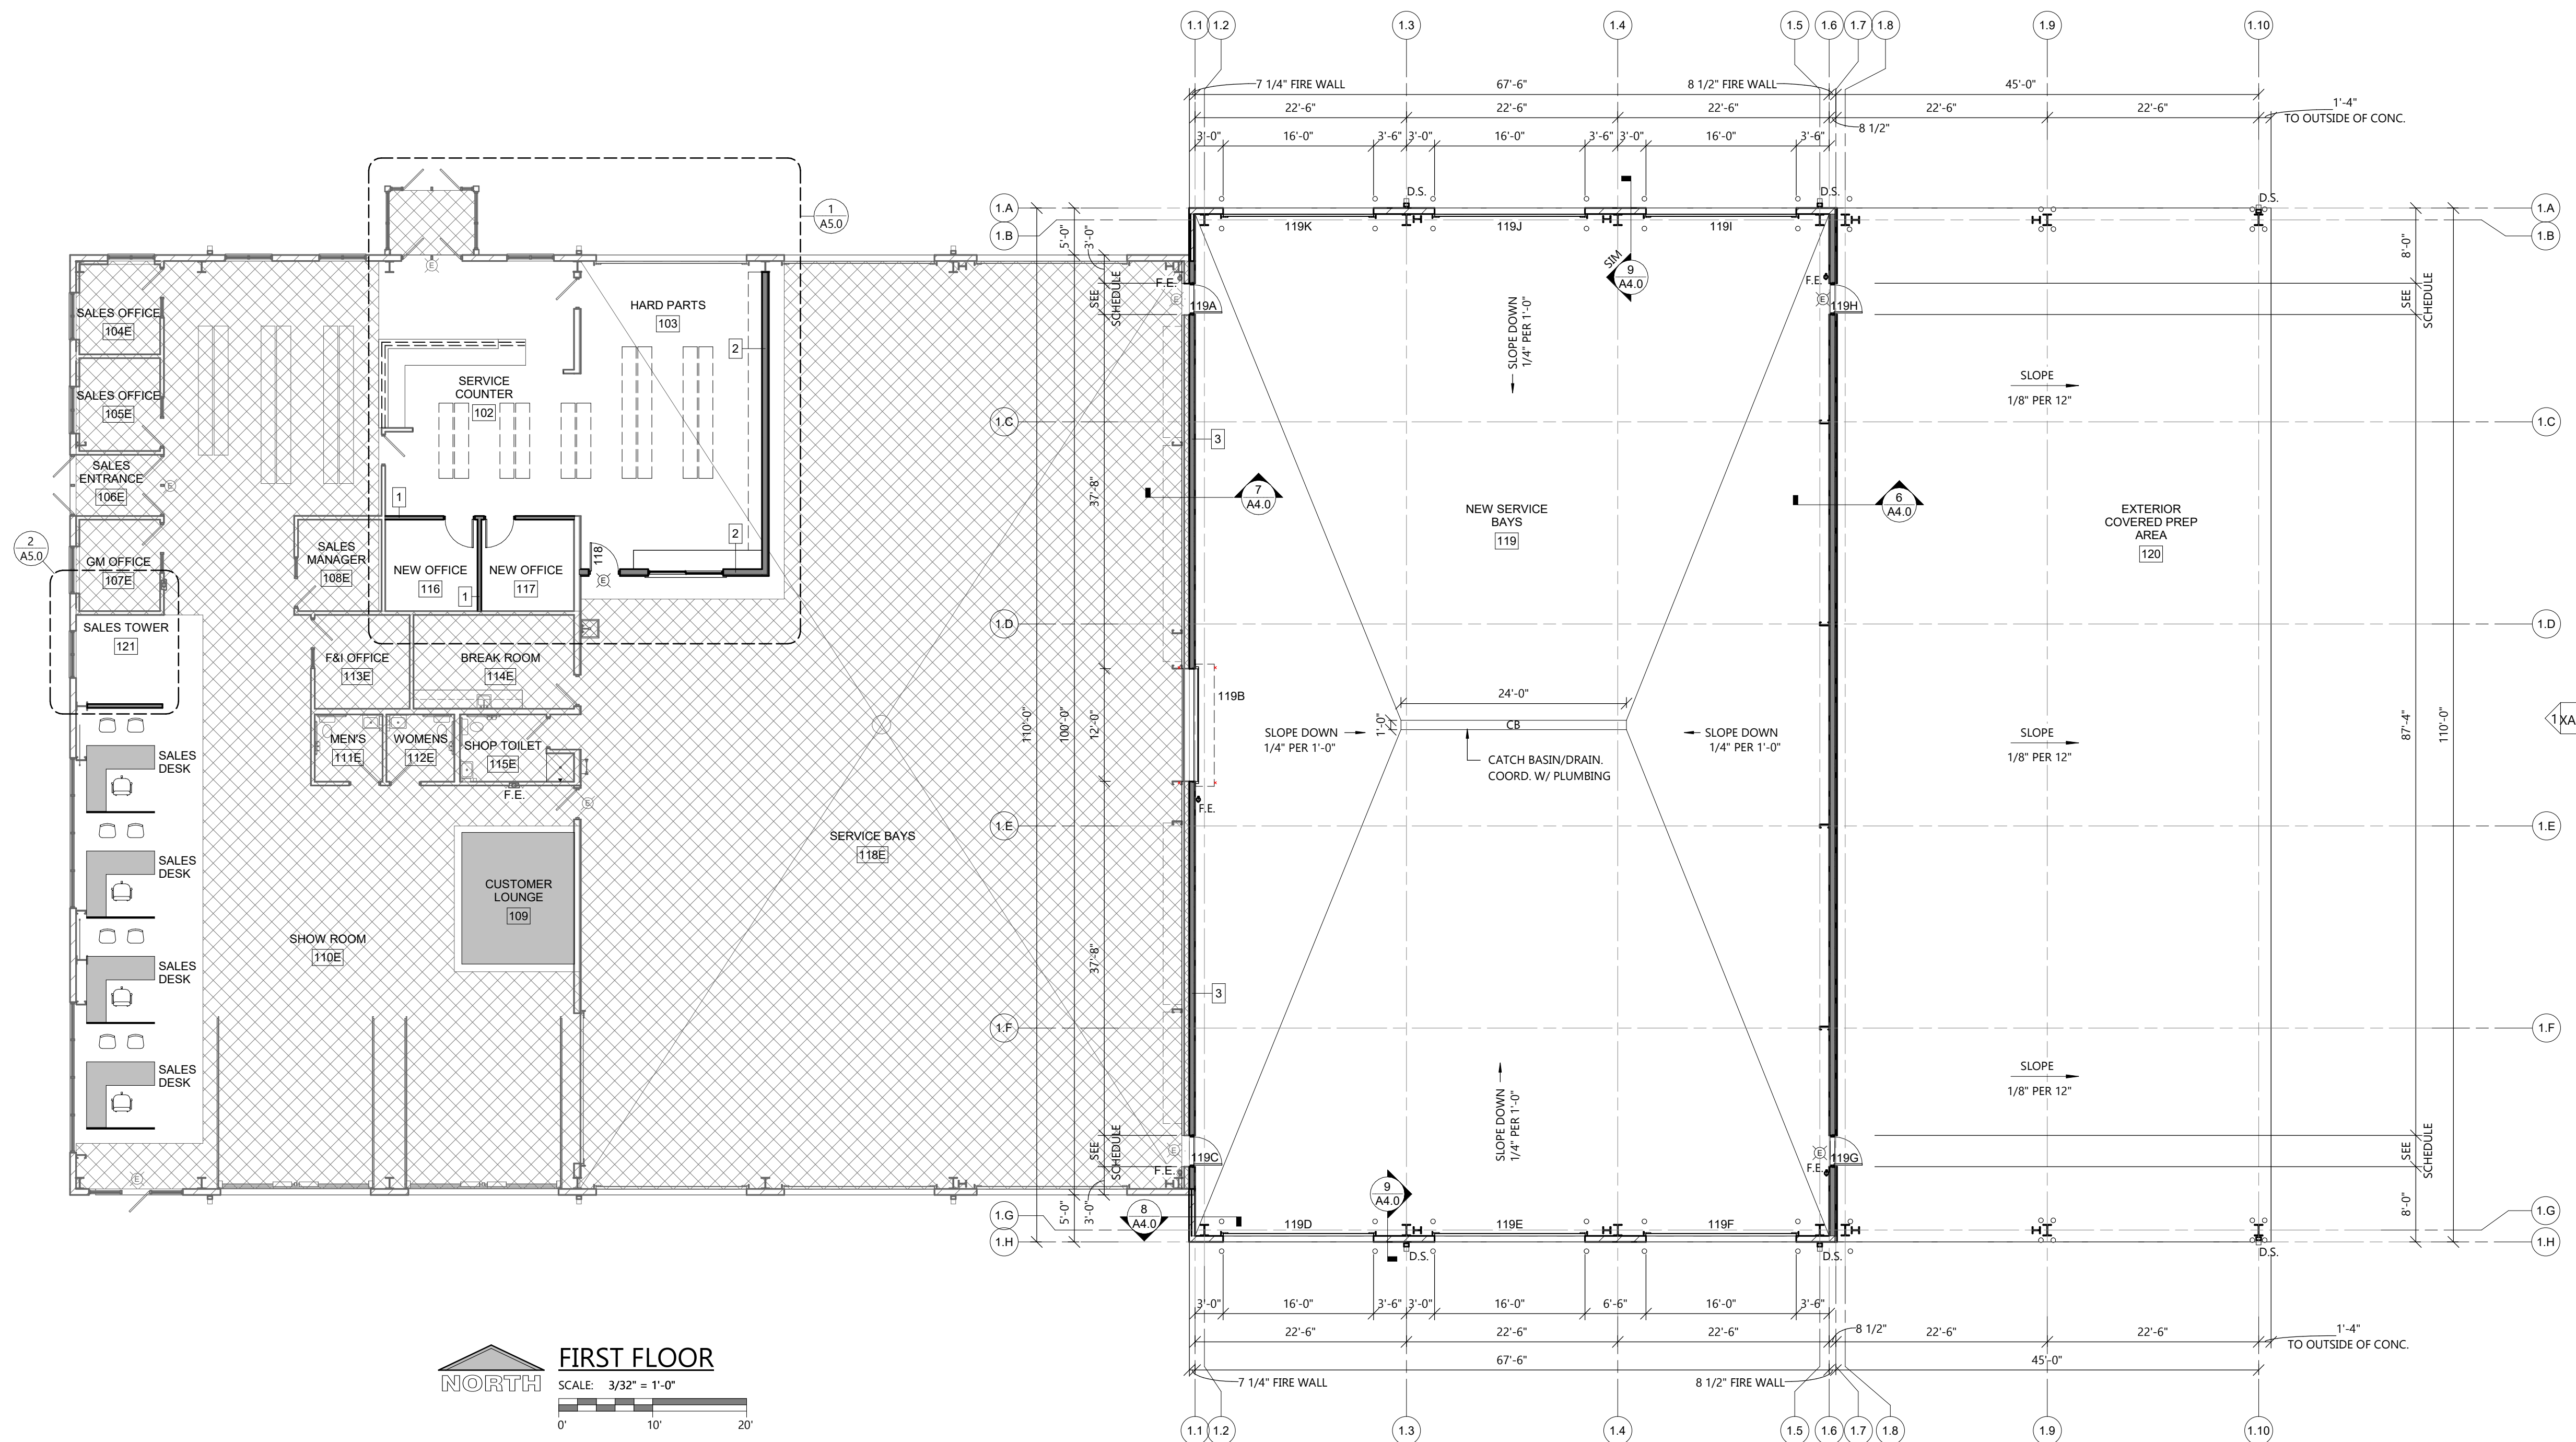 1.1
1.2
1.3
1.4
1.5
1.6
1.7
1.8
1.9
1.10
7 1/4" FIRE WALL
67'-6"
8 1/2" FIRE WALL
45'-0"
1'-4"
TO OUTSIDE OF CONC.
22'-6"
22'-6"
22'-6"
22'-6"
22'-6"
8 1/2"
3'-0"
16'-0"
3'-6"
3'-0"
16'-0"
3'-6"
3'-0"
16'-0"
3'-6"
D.S.
D.S.
D.S.
1
A5.0
1.A
1.B
1.A
1.B
5'-0"
3'-0"
119K
119J
119I
8'-0"
SIM
9
A4.0
F.E.
F.E.
E
E
E
119A
119H
SEE
SCHEDULE
SEE
SCHEDULE
SLOPE DOWN
1/4" PER 1'-0"
SALES OFFICE
104E
HARD PARTS
103
2
SALES OFFICE
105E
SERVICE
COUNTER
102
SLOPE
1/8" PER 12"
1.C
1.C
3
SALES
ENTRANCE
106E
E
1
37'-8"
7
A4.0
6
A4.0
NEW SERVICE
BAYS
119
EXTERIOR
COVERED PREP
AREA
120
2
A5.0
GM OFFICE
107E
SALES
MANAGER
108E
NEW OFFICE
116
NEW OFFICE
117
1
118
E
2
SALES TOWER
121
F&I OFFICE
113E
BREAK ROOM
114E
1.D
1.D
119B
24'-0"
1'-0"
CB
110'-0"
100'-0"
12'-0"
87'-4"
110'-0"
1
XA
MEN'S
111E
WOMENS
112E
SHOP TOILET
115E
F.E.
E
SLOPE DOWN
1/4" PER 1'-0"
SLOPE DOWN
1/4" PER 1'-0"
SLOPE
1/8" PER 12"
CATCH BASIN/DRAIN.
COORD. W/ PLUMBING
SALES
DESK
F.E.
1.E
1.E
SERVICE BAYS
118E
SALES
DESK
CUSTOMER
LOUNGE
109
SHOW ROOM
110E
SALES
DESK
37'-8"
3
1.F
1.F
SALES
DESK
SLOPE DOWN
1/4" PER 1'-0"
SLOPE
1/8" PER 12"
SEE
SCHEDULE
SEE
SCHEDULE
E
E
E
F.E.
F.E.
119C
119G
5'-0"
3'-0"
8'-0"
1.G
1.H
1.G
1.H
8
A4.0
9
A4.0
119D
119E
119F
D.S.
D.S.
D.S.
3'-0"
16'-0"
3'-6"
3'-0"
16'-0"
6'-6"
16'-0"
3'-6"
22'-6"
22'-6"
22'-6"
8 1/2"
22'-6"
22'-6"
1'-4"
TO OUTSIDE OF CONC.
67'-6"
45'-0"
7 1/4" FIRE WALL
8 1/2" FIRE WALL
NORTH
FIRST FLOOR
SCALE: 3/32" = 1'-0"
0'
10'
20'
1.1
1.2
1.3
1.4
1.5
1.6
1.7
1.8
1.9
1.10